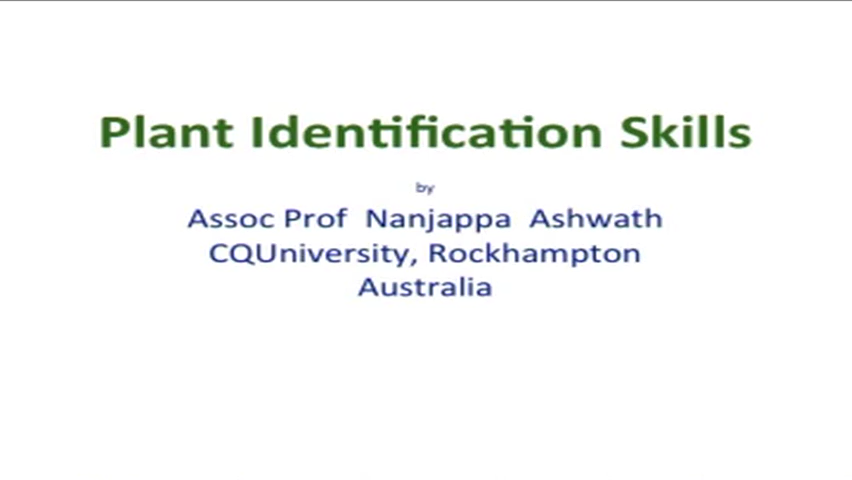 Plant Identification Skills
by
Assoc Prof Nanjappa Ashwath
CQUniversity, Rockhampton
Australia